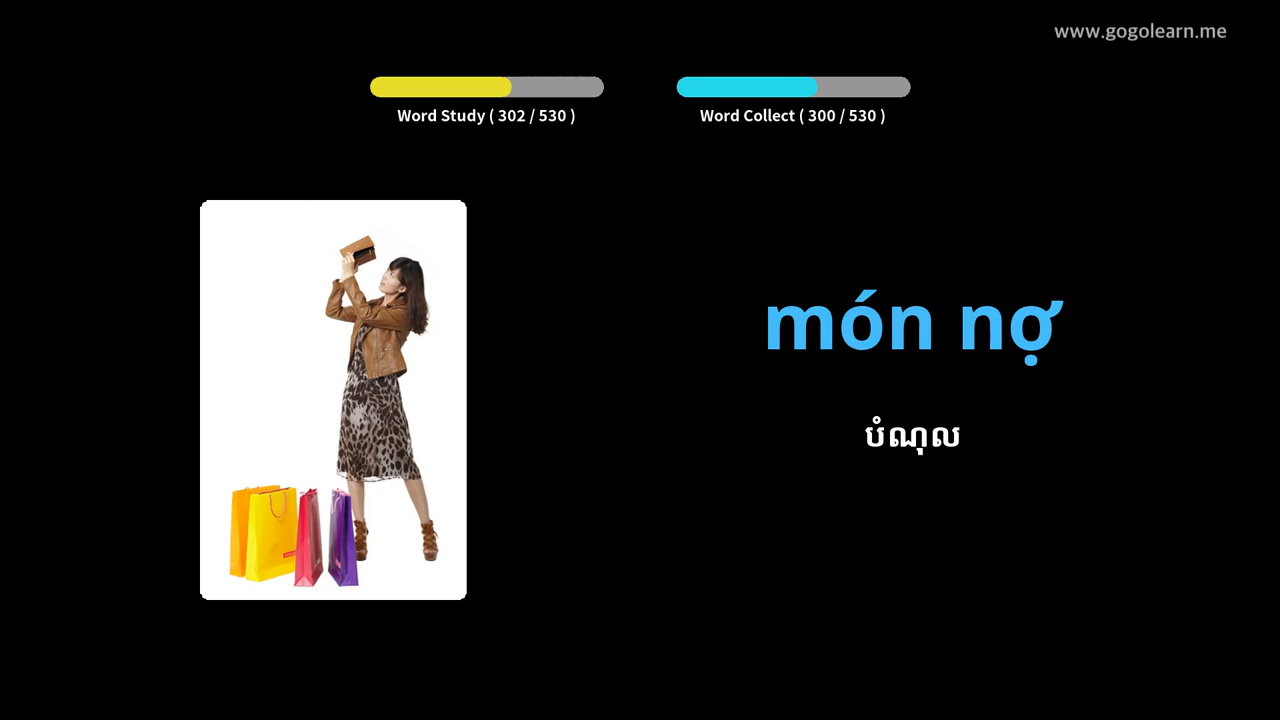 www.gogolearn.me
Word Study ( 302 / 530 )
Word Collect ( 300 / 530 )
món nợ
បំណុល